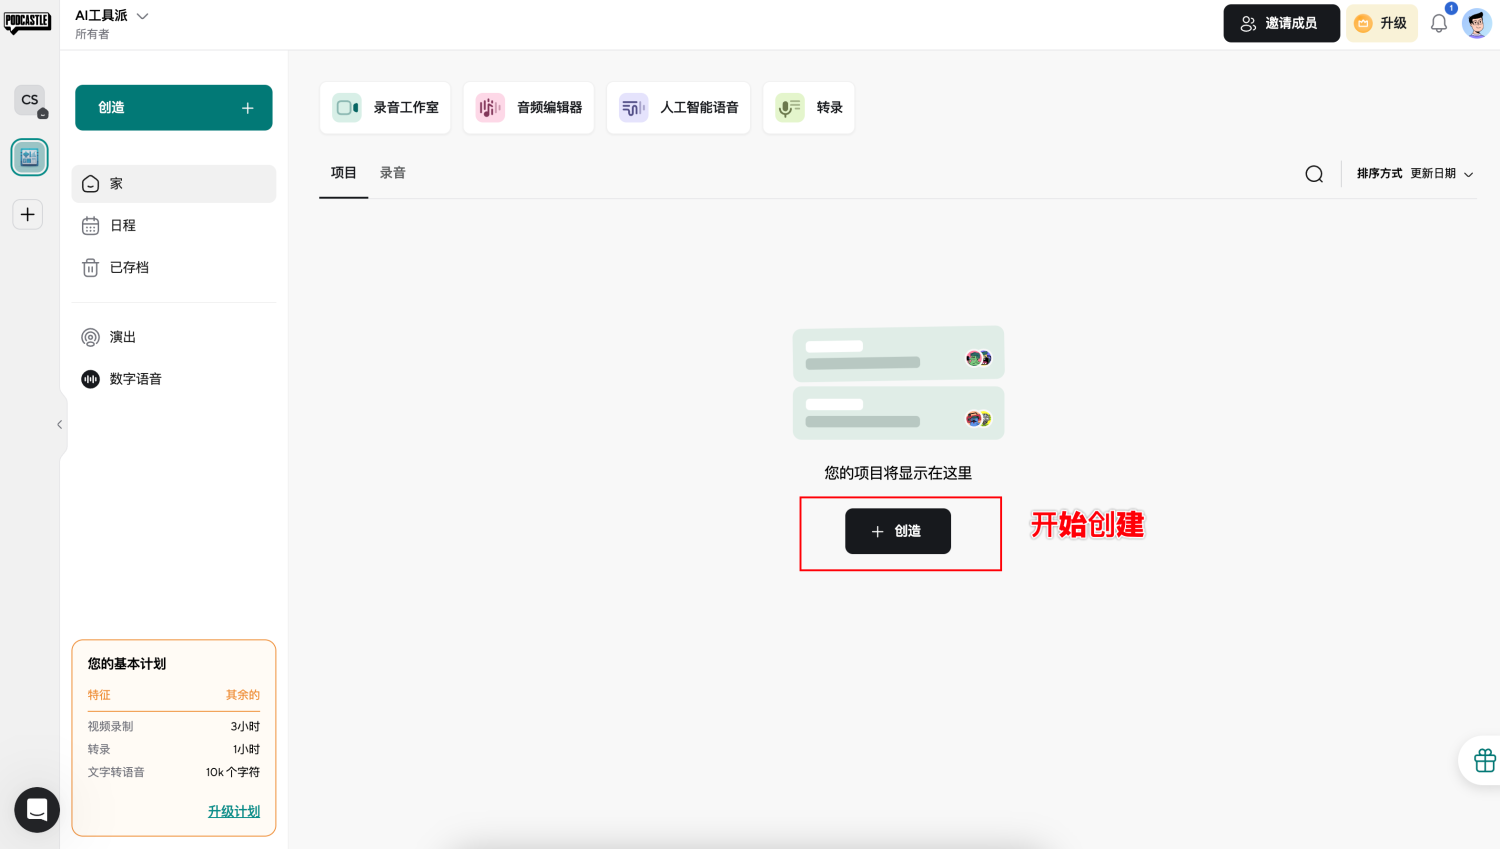 PODCASTLE
AI工具派
所有者
邀请成员
升级
1
CS
创造
家
日程
已存档
演出
数字语音
录音工作室
音频编辑器
人工智能语音
转录
项目
录音
排序方式 更新日期
您的项目将显示在这里
创造
开始创建
您的基本计划
特征 其余的
视频录制 3小时
转录 1小时
文字转语音 10k 个字符
升级计划